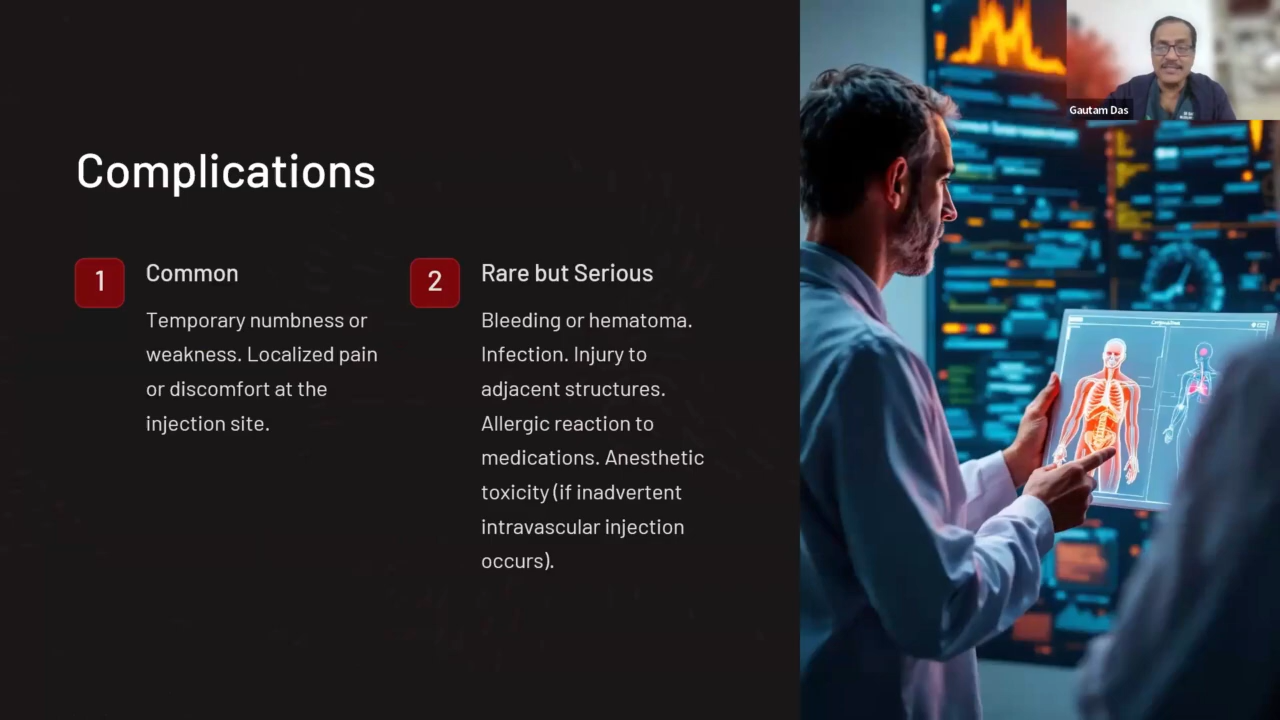 Gautam Das
Complications
1
Common
Temporary numbness or
weakness. Localized pain
or discomfort at the
injection site.
2
Rare but Serious
Bleeding or hematoma.
Infection. Injury to
adjacent structures.
Allergic reaction to
medications. Anesthetic
toxicity (if inadvertent
intravascular injection
occurs).